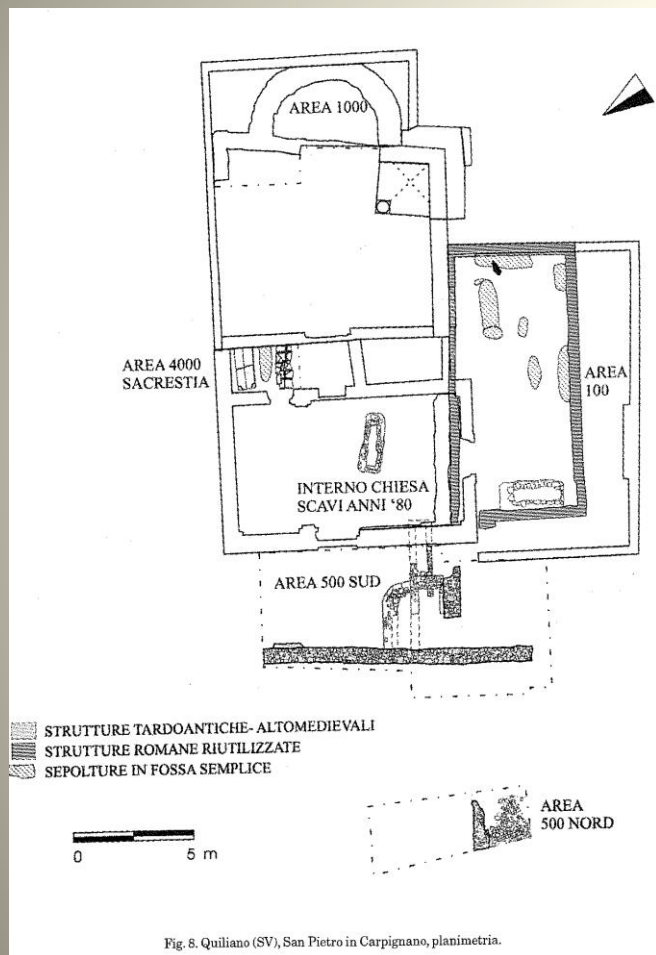 AREA 1000
AREA 4000
SACRESTIA
AREA
100
INTERNO CHIESA
SCAVI ANNI '80
AREA 500 SUD
STRUTTURE TARDOANTICHE- ALTOMEDIEVALI
STRUTTURE ROMANE RIUTILIZZATE
SEPOLTURE IN FOSSA SEMPLICE
AREA
500 NORD
0 5 m
Fig. 8. Quiliano (SV), San Pietro in Carpignano, planimetria.